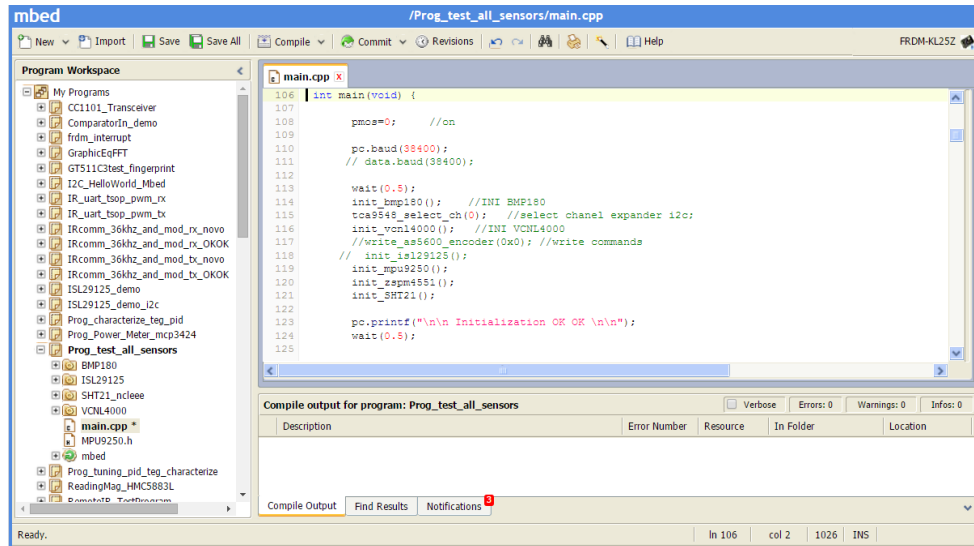 mbed /Prog_test_all_sensors/main.cpp
New Import Save Save All Compile Commit Revisions Help FRDM-KL25Z
Program Workspace
My Programs
CC1101_Transceiver
ComparatorIn_demo
frdm_interrupt
GraphicEqFFT
GT511C3test_fingerprint
I2C_HelloWorld_Mbed
IR_uart_tsop_pwm_rx
IR_uart_tsop_pwm_tx
IRcomm_36khz_and_mod_rx_novo
IRcomm_36khz_and_mod_rx_OKOK
IRcomm_36khz_and_mod_tx_novo
IRcomm_36khz_and_mod_tx_OKOK
ISL29125_demo
ISL29125_demo_i2c
Prog_characterize_teg_pid
Prog_Power_Meter_mcp3424
Prog_test_all_sensors
BMP180
ISL29125
SHT21_ncleee
VCNL4000
main.cpp *
MPU9250.h
mbed
Prog_tuning_pid_teg_characterize
ReadingMag_HMC5883L
RemoteIR_TestProgram
main.cpp x
106 int main(void) {
107
108 pmos=0; //on
109
110 pc.baud(38400);
111 // data.baud(38400);
112
113 wait(0.5);
114 init_bmp180(); //INI BMP180
115 tca9548_select_ch(0); //select chanel expander i2c;
116 init_vcnl4000(); //INI VCNL4000
117 //write_as5600_encoder(0x0); //write commands
118 // init_isl29125();
119 init_mpu9250();
120 init_zspm4551();
121 init_SHT21();
122
123 pc.printf("\n\n Initialization OK OK \n\n");
124 wait(0.5);
125
Compile output for program: Prog_test_all_sensors Verbose Errors: 0 Warnings: 0 Infos: 0
Description Error Number Resource In Folder Location
Compile Output Find Results Notifications 3
Ready. ln 106 col 2 1026 INS